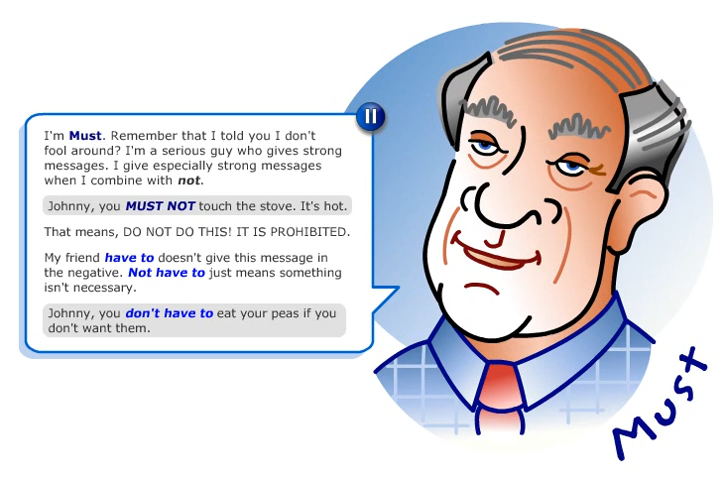 I'm Must. Remember that I told you I don't
fool around? I'm a serious guy who gives strong
messages. I give especially strong messages
when I combine with not.
Johnny, you MUST NOT touch the stove. It's hot.
That means, DO NOT DO THIS! IT IS PROHIBITED.
My friend have to doesn't give this message in
the negative. Not have to just means something
isn't necessary.
Johnny, you don't have to eat your peas if you
don't want them.
Must